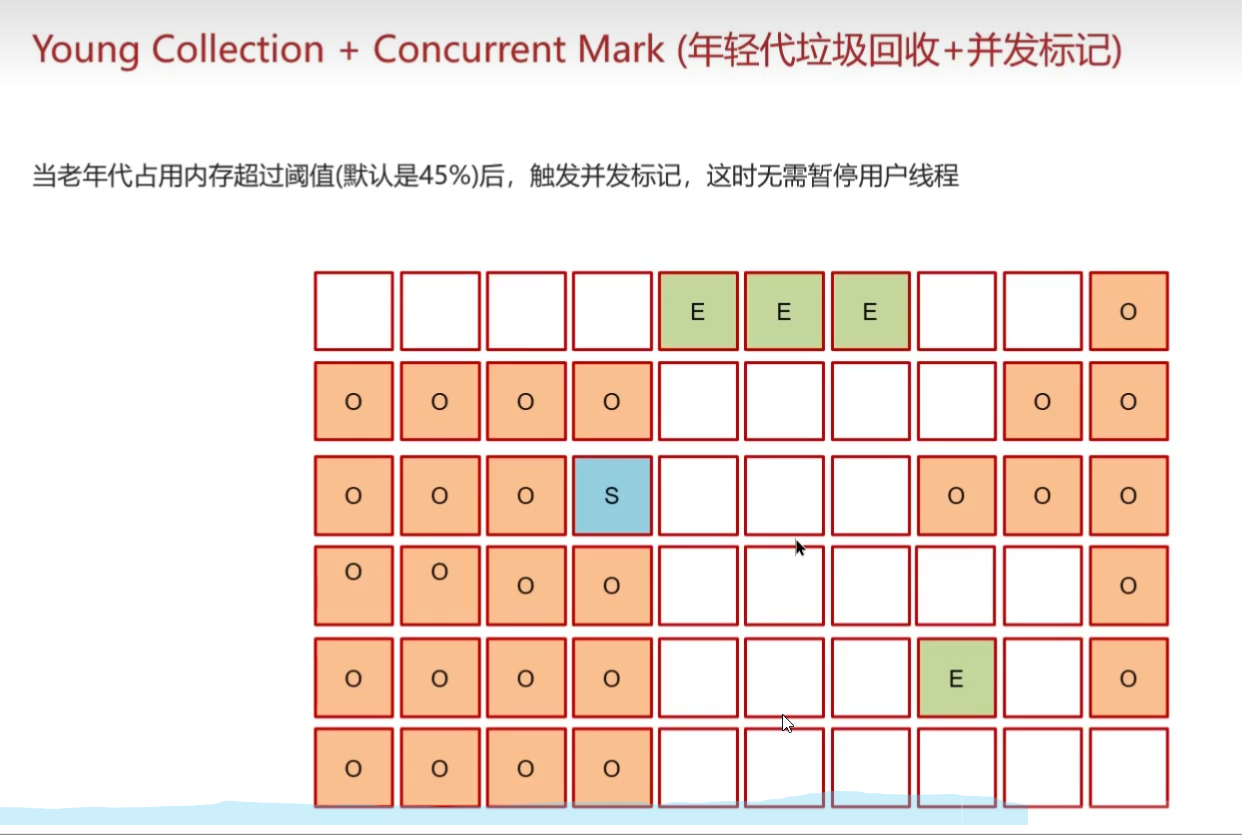 Young Collection + Concurrent Mark (年轻代垃圾回收+并发标记)
当老年代占用内存超过阈值(默认是45%)后，触发并发标记，这时无需暂停用户线程
E E E O
O O O O O O
O O O S O O O
O O O O O
O O O O E O
O O O O